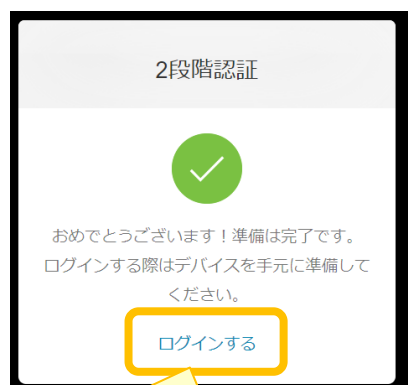 2段階認証
おめでとうございます！準備は完了です。
ログインする際はデバイスを手元に準備して
ください。
ログインする